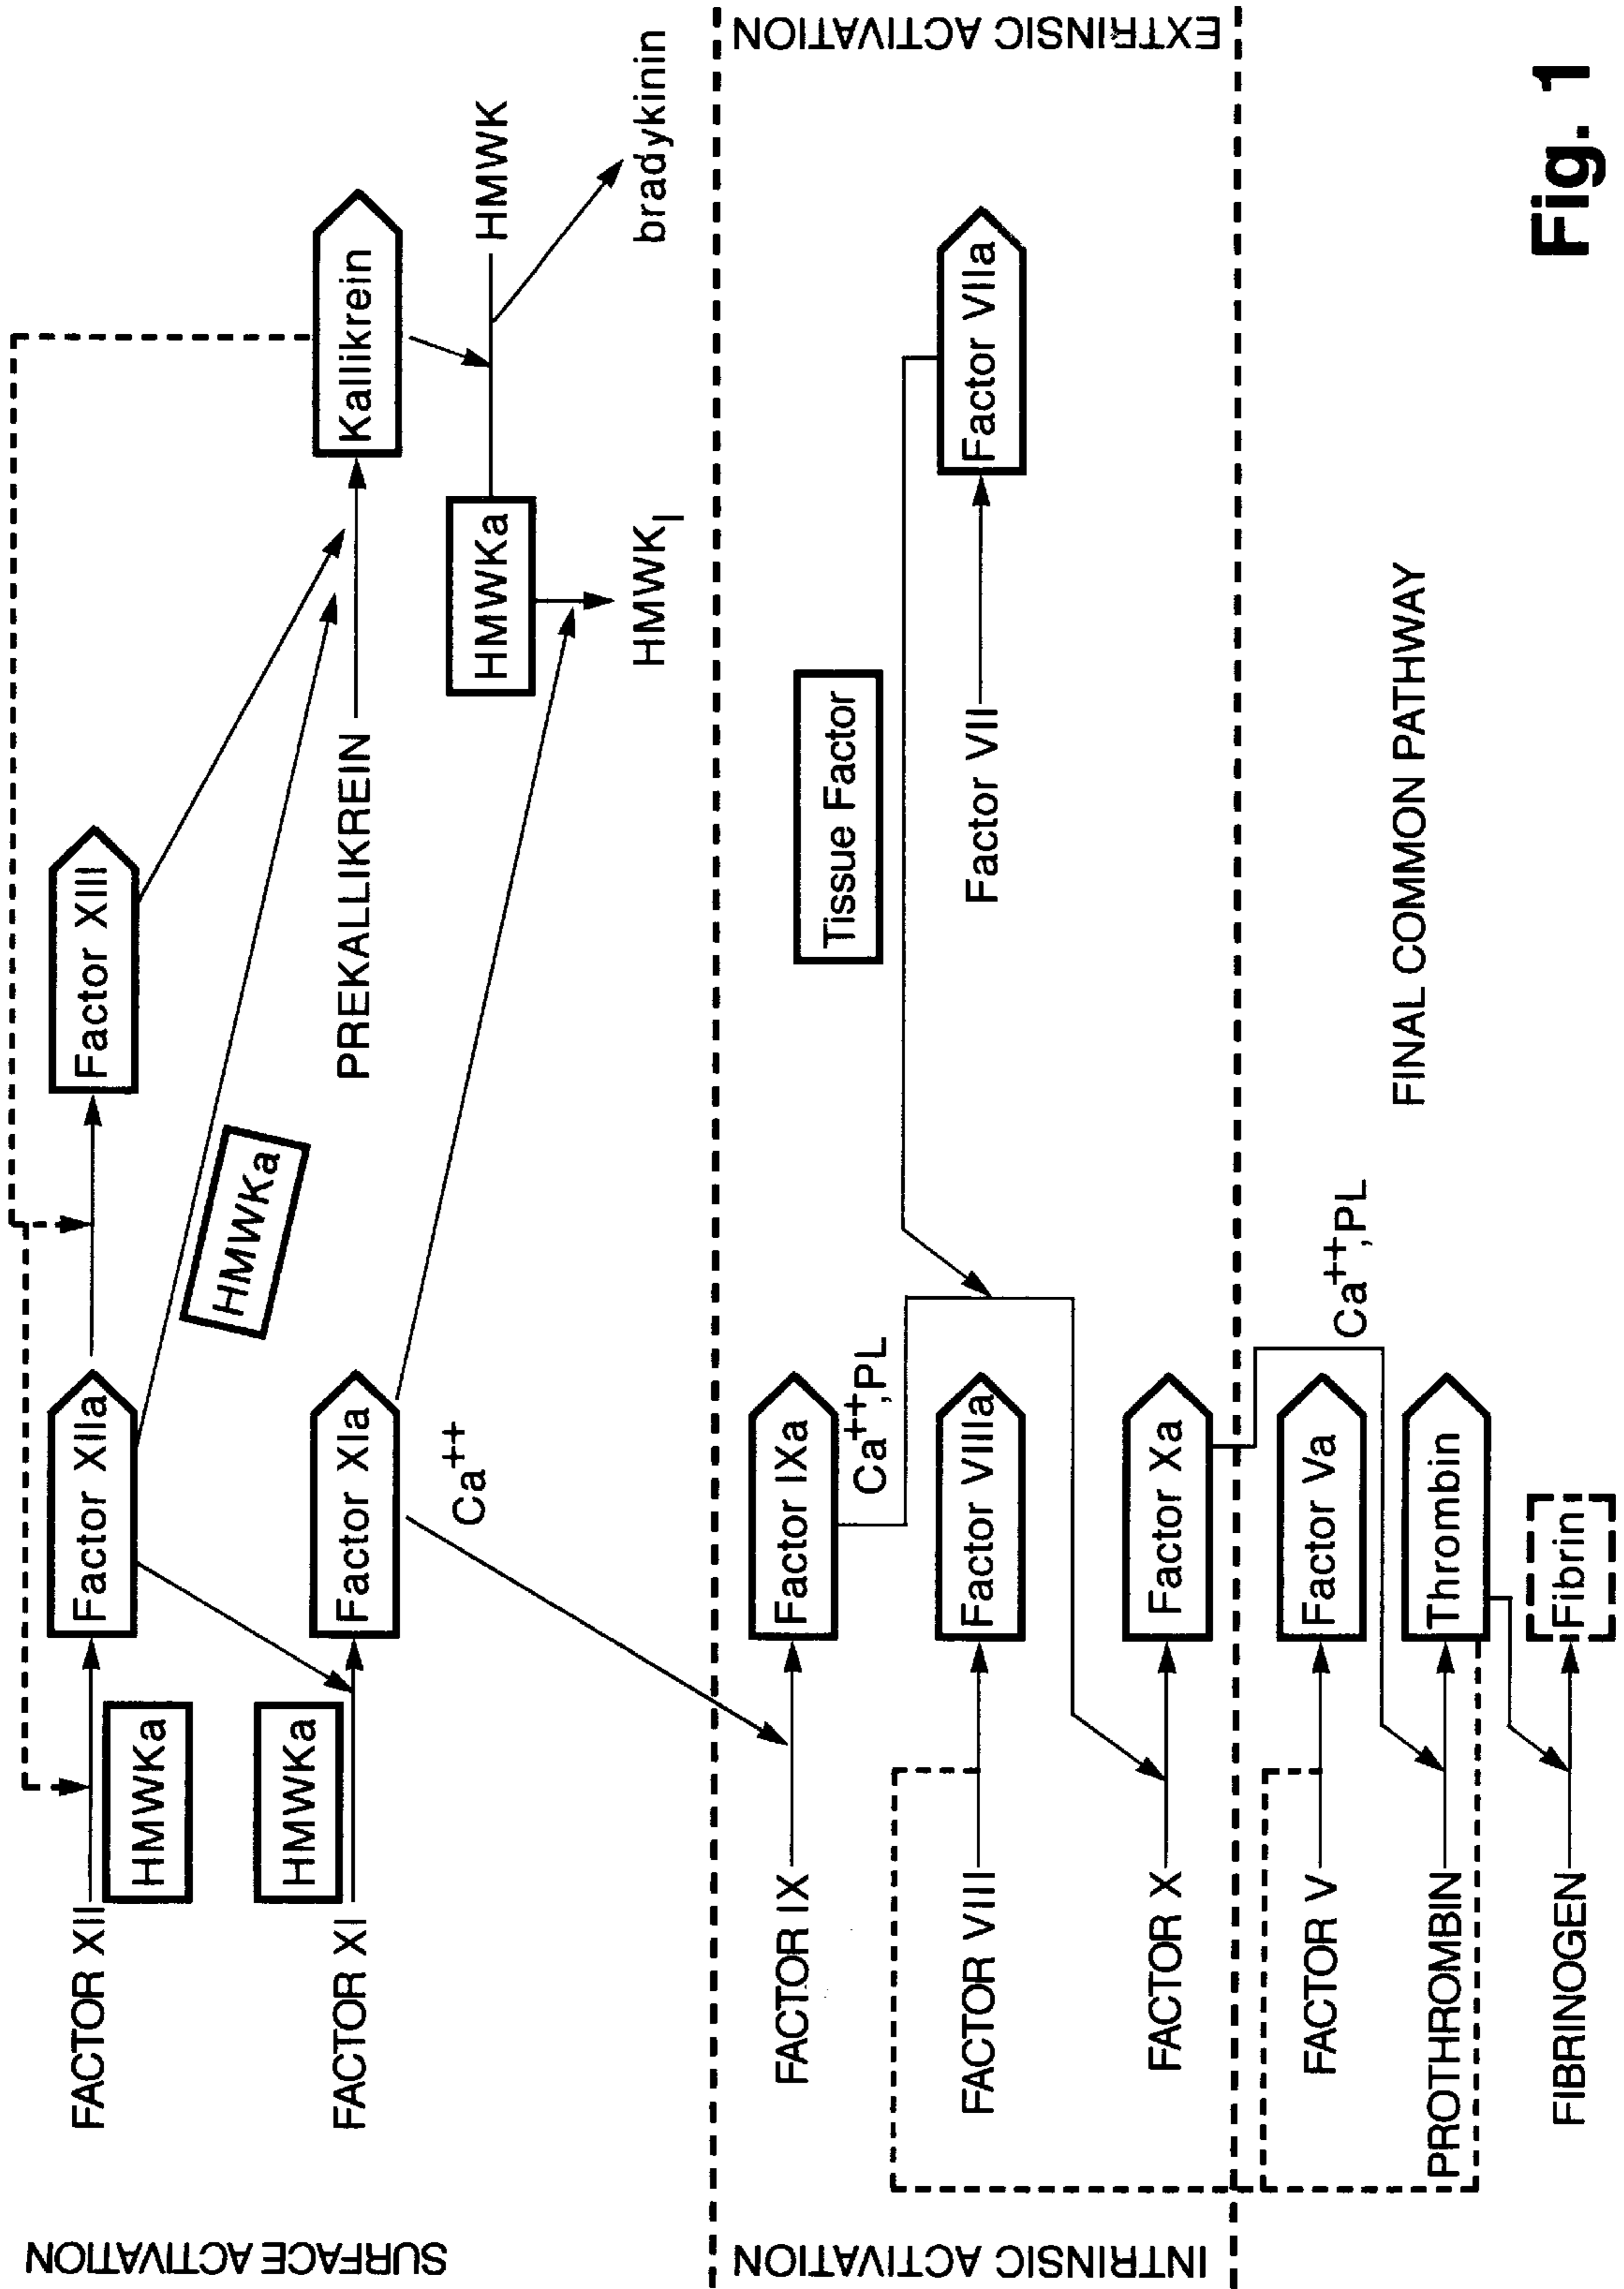 SURFACE ACTIVATION
FACTOR XII
HMWKa
Factor XIIa
Factor XIII
FACTOR XI
HMWKa
Factor XIa
HMWKa
PREKALLIKREIN
Kallikrein
Ca++
HMWKa
HMWK
HMWKI
bradykinin
INTRINSIC ACTIVATION
EXTRINSIC ACTIVATION
FACTOR IX
Factor IXa
Ca++,PL
Tissue Factor
FACTOR VIII
Factor VIIIa
Factor VII
Factor VIIa
FACTOR X
Factor Xa
FACTOR V
Factor Va
Ca++,PL
FINAL COMMON PATHWAY
PROTHROMBIN
Thrombin
FIBRINOGEN
Fibrin
Fig. 1